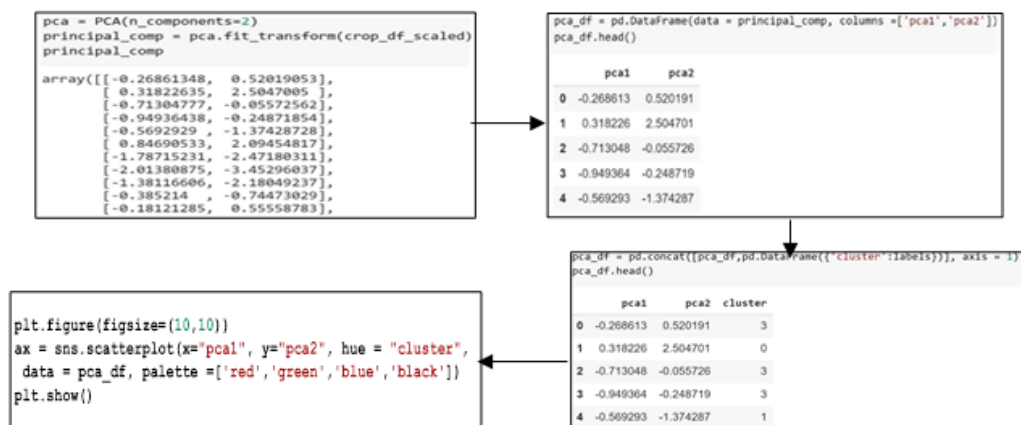 pca = PCA(n_components=2)
principal_comp = pca.fit_transform(crop_df_scaled)
principal_comp
array([[-0.26861348, 0.52019053],
[ 0.31822635, 2.5047005 ],
[-0.71304777, -0.05572562],
[-0.94936438, -0.24871854],
[-0.5692929 , -1.37428728],
[ 0.84690533, 2.09454817],
[-1.78715231, -2.47180311],
[-2.01380875, -3.45296037],
[-1.38116606, -2.18049237],
[-0.385214 , -0.74473029],
[-0.18121285, 0.55558783],
pca_df = pd.DataFrame(data = principal_comp, columns =['pca1','pca2'])
pca_df.head()
pca1 pca2
0 -0.268613 0.520191
1 0.318226 2.504701
2 -0.713048 -0.055726
3 -0.949364 -0.248719
4 -0.569293 -1.374287
pca_df = pd.concat([pca_df,pd.DataFrame({'cluster':labels})], axis = 1)
pca_df.head()
pca1 pca2 cluster
0 -0.268613 0.520191 3
1 0.318226 2.504701 0
2 -0.713048 -0.055726 3
3 -0.949364 -0.248719 3
4 -0.569293 -1.374287 1
plt.figure(figsize=(10,10))
ax = sns.scatterplot(x="pca1", y="pca2", hue = "cluster",
data = pca_df, palette =['red','green','blue','black'])
plt.show()